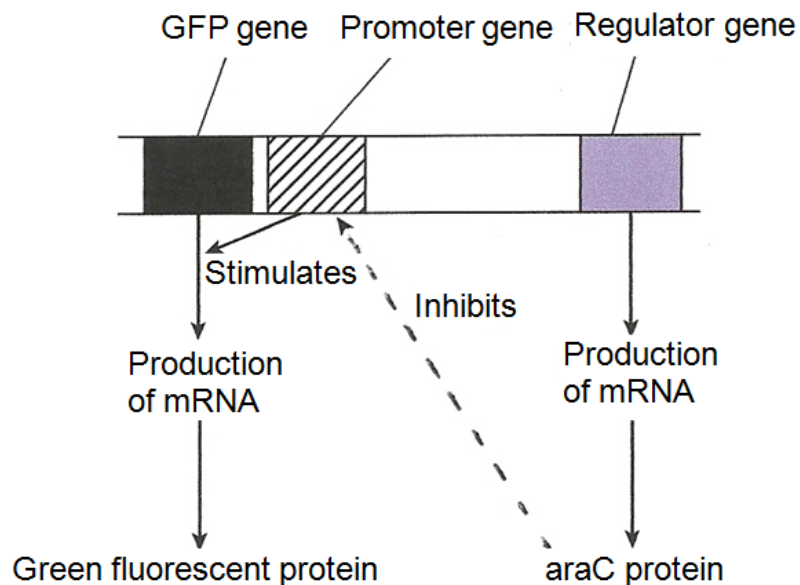 GFP gene
Promoter gene
Regulator gene
Stimulates
Inhibits
Production
of mRNA
Production
of mRNA
Green fluorescent protein
araC protein